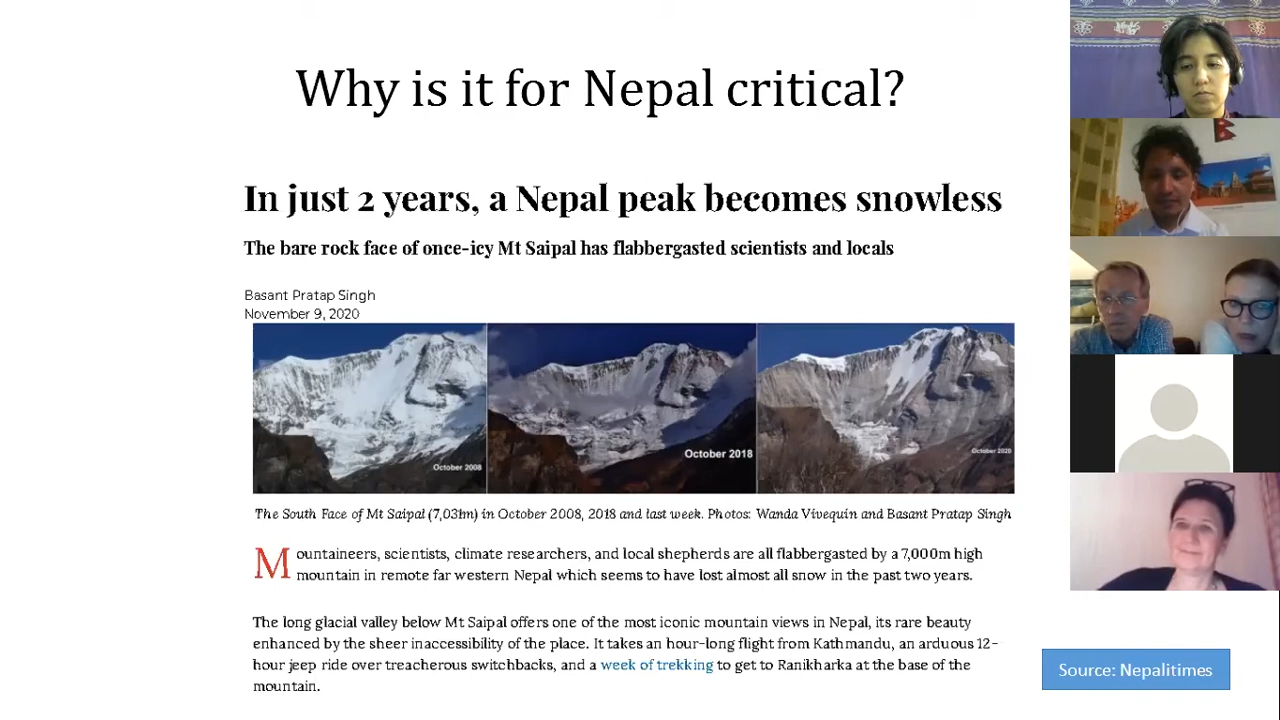 Why is it for Nepal critical?
In just 2 years, a Nepal peak becomes snowless
The bare rock face of once-icy Mt Saipal has flabbergasted scientists and locals
Basant Pratap Singh
November 9, 2020
October 2008
October 2018
October 2020
The South Face of Mt Saipal (7,031m) in October 2008, 2018 and last week. Photos: Wanda Vivequin and Basant Pratap Singh
Mountaineers, scientists, climate researchers, and local shepherds are all flabbergasted by a 7,000m high
mountain in remote far western Nepal which seems to have lost almost all snow in the past two years.
The long glacial valley below Mt Saipal offers one of the most iconic mountain views in Nepal, its rare beauty
enhanced by the sheer inaccessibility of the place. It takes an hour-long flight from Kathmandu, an arduous 12-
hour jeep ride over treacherous switchbacks, and a week of trekking to get to Ranikharka at the base of the
mountain.
Source: Nepalitimes